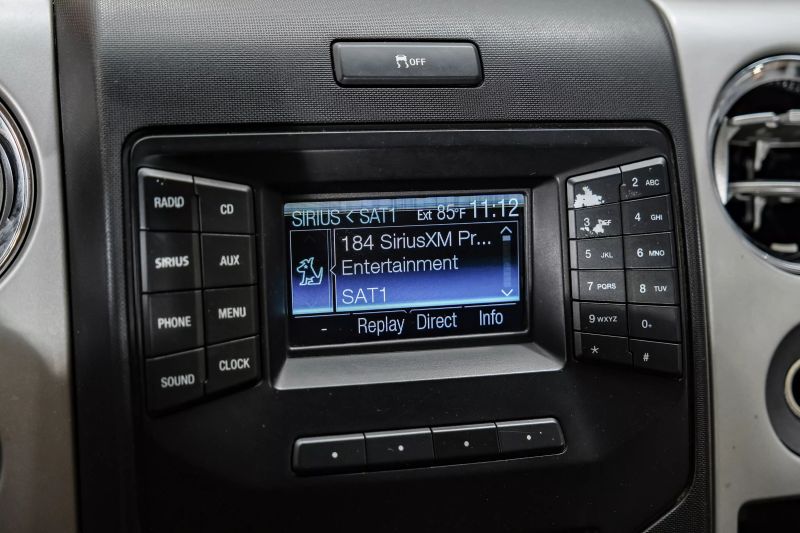 OFF
RADIO
CD
SIRIUS
AUX
PHONE
MENU
SOUND
CLOCK
SIRIUS < SAT1 Ext 85°F 11:12
184 SiriusXM Pr...
Entertainment
SAT1
- Replay Direct Info
2 ABC
3 DEF
4 GHI
5 JKL
6 MNO
7 PQRS
8 TUV
9 WXYZ
0+
*
#